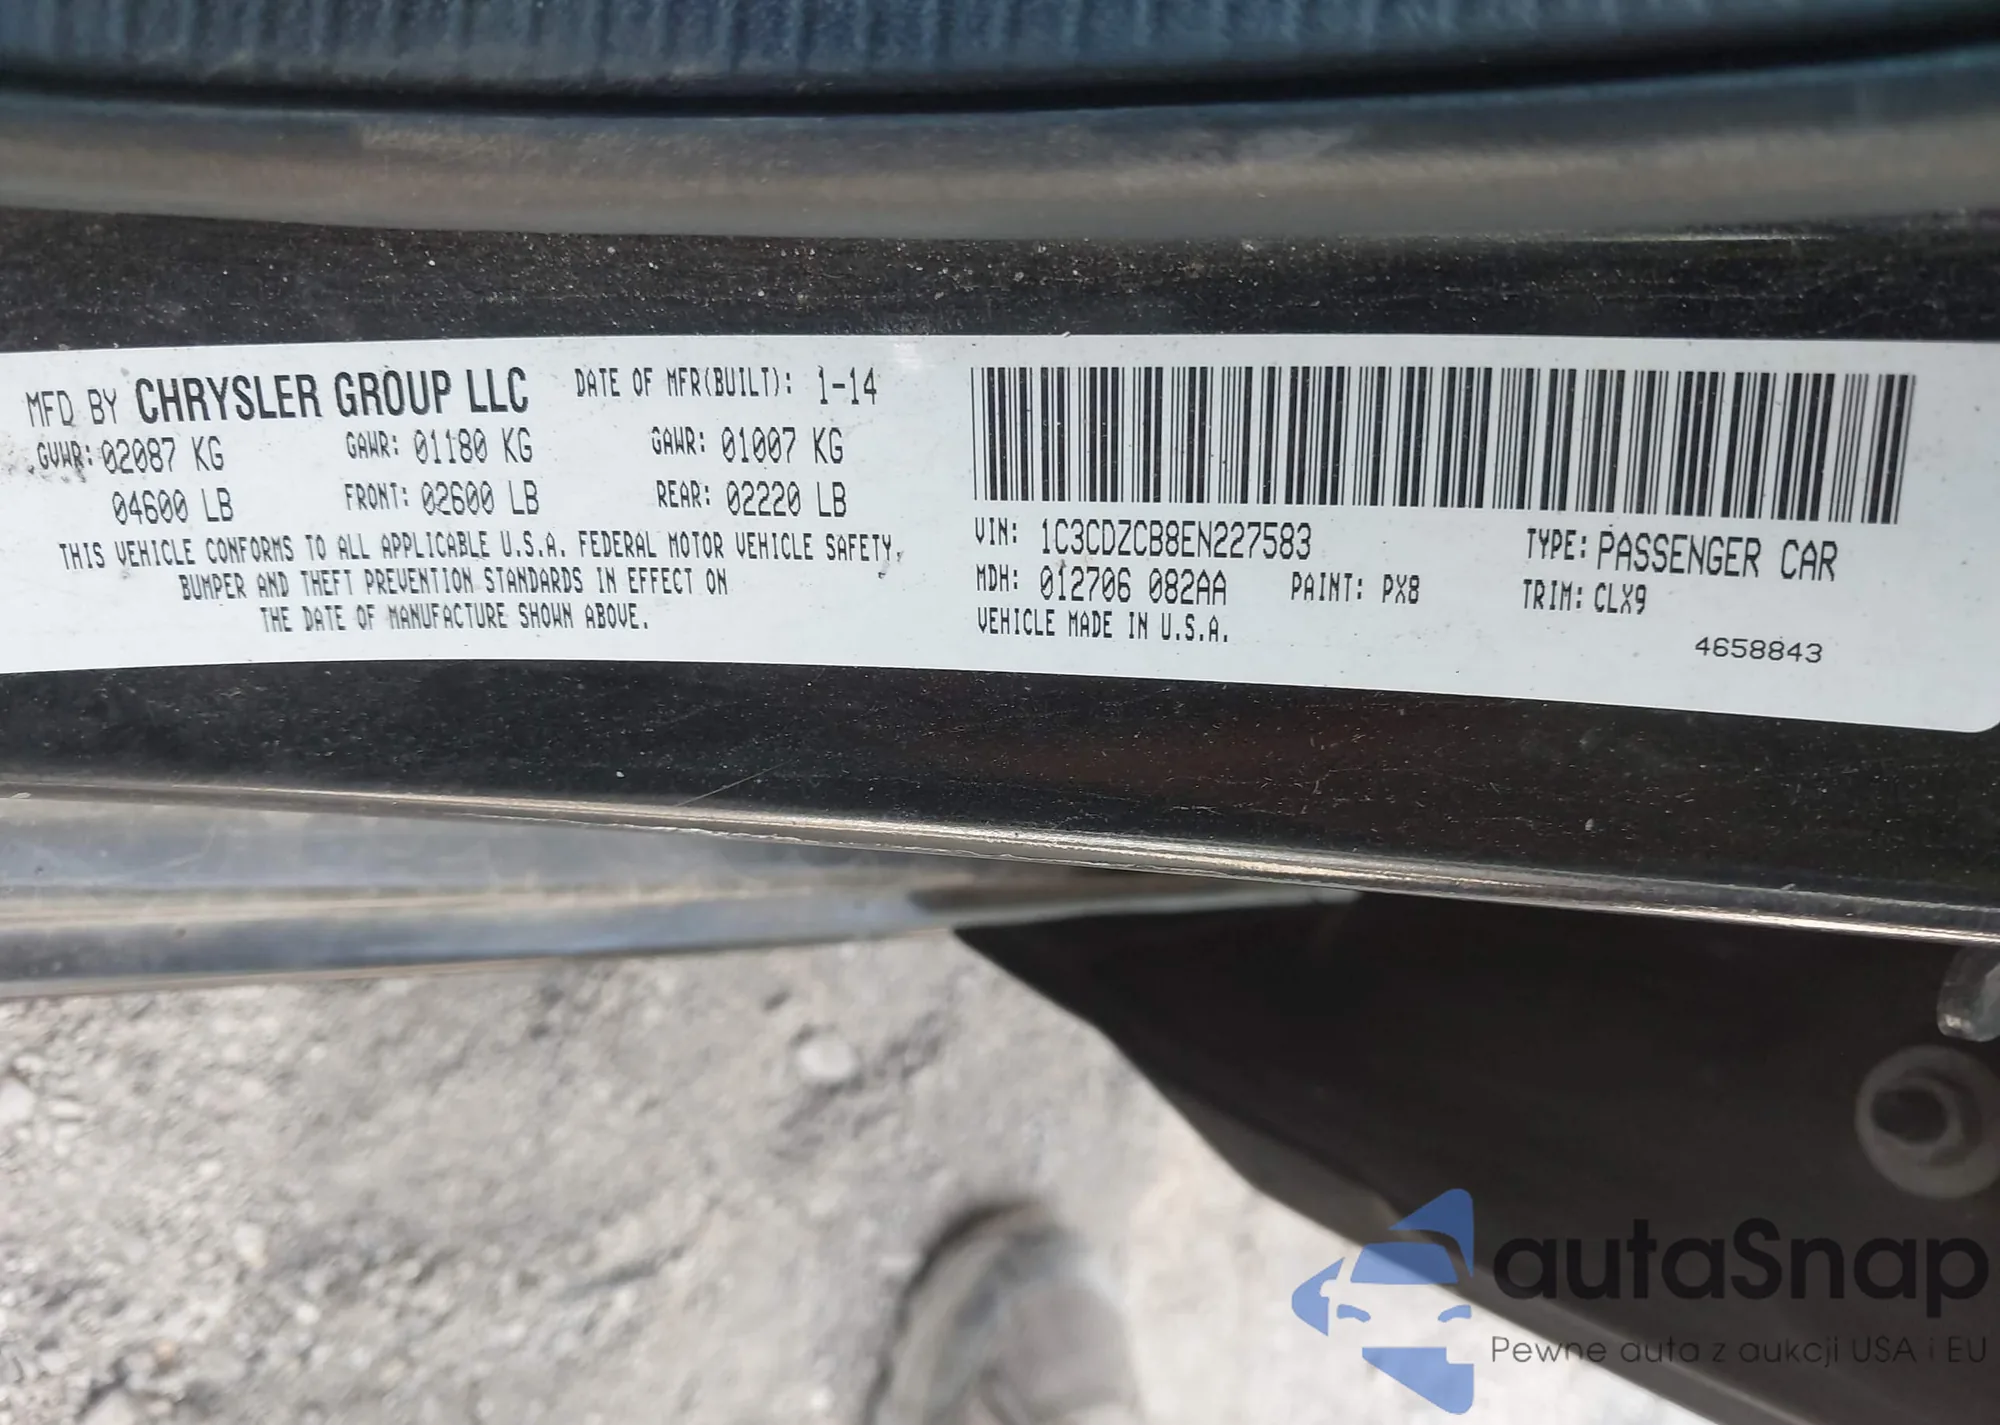 MFD BY CHRYSLER GROUP LLC DATE OF MFR(BUILT): 1-14
GVWR: 02087 KG GAWR: 01180 KG GAWR: 01007 KG
04600 LB FRONT: 02600 LB REAR: 02220 LB
THIS VEHICLE CONFORMS TO ALL APPLICABLE U.S.A. FEDERAL MOTOR VEHICLE SAFETY,
BUMPER AND THEFT PREVENTION STANDARDS IN EFFECT ON
THE DATE OF MANUFACTURE SHOWN ABOVE.
VIN: 1C3CDZCB8EN227583 TYPE: PASSENGER CAR
MDH: 012706 082AA PAINT: PX8 TRIM: CLX9
VEHICLE MADE IN U.S.A.
4658843
autaSnap
Pewne auta z aukcji USA i EU